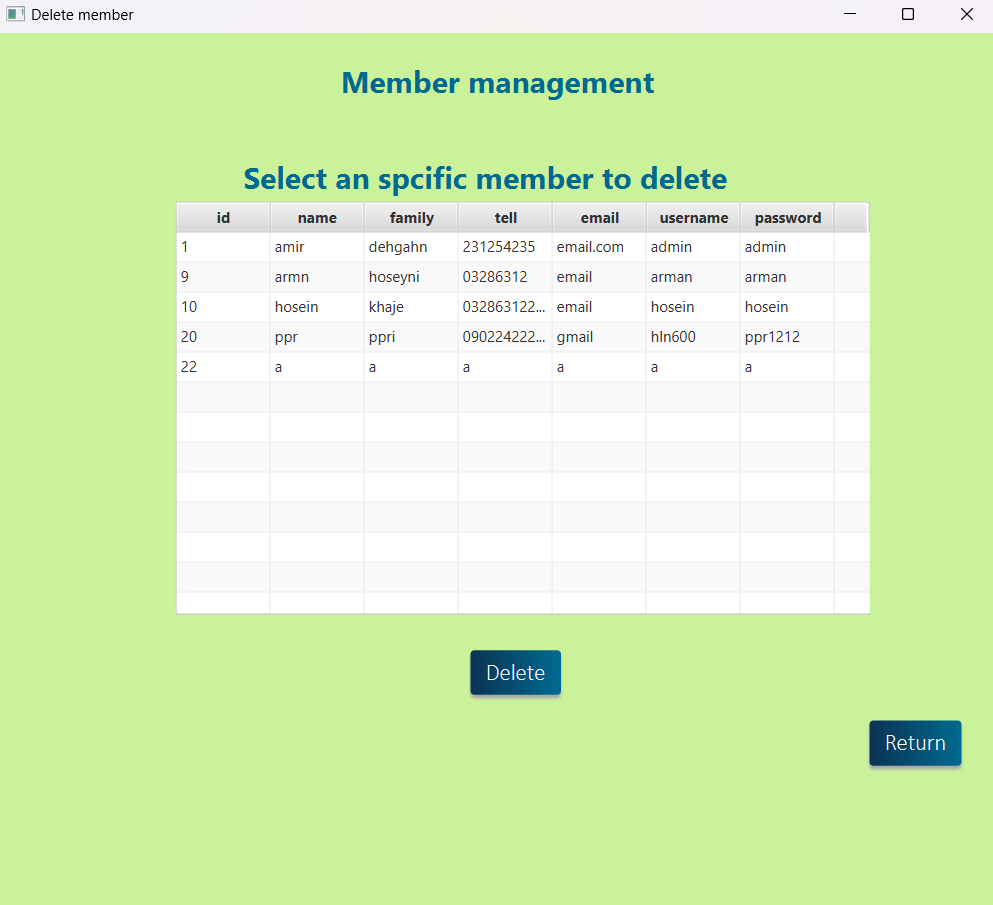 Delete member
Member management
Select an spcific member to delete
id name family tell email username password
1 amir dehgahn 231254235 email.com admin admin
9 armn hoseyni 03286312 email arman arman
10 hosein khaje 032863122... email hosein hosein
20 ppr ppri 090224222... gmail hln600 ppr1212
22 a a a a a a
Delete
Return